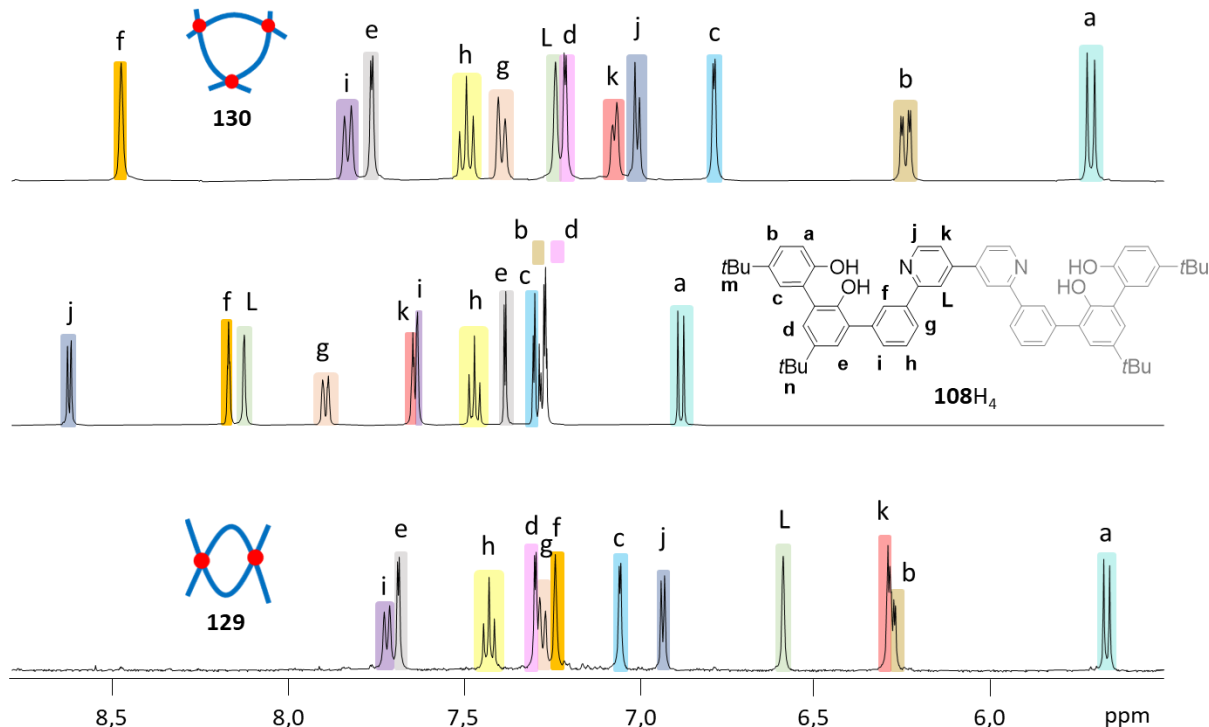 f i e h g L d k j c b a
130
b d
j f L g k i e h c a
b a j k
tBu OH N N HO tBu
m OH HO
c f L
d g
tBu e i h tBu
n 108H4
i e h d g f c j L k b a
129
8,5 8,0 7,5 7,0 6,5 6,0 ppm